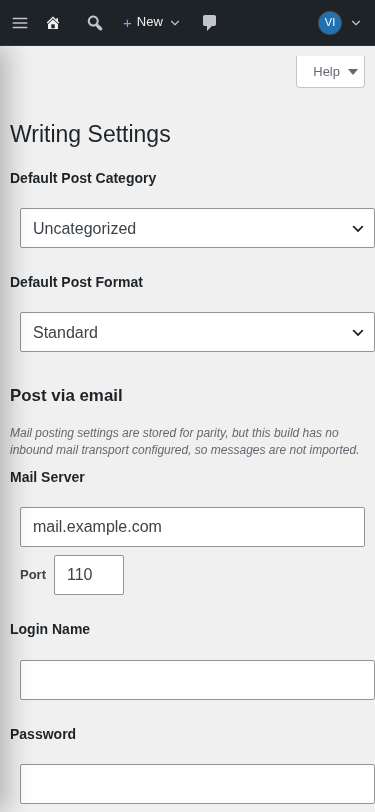 + New
VI
Help
Writing Settings
Default Post Category
Uncategorized
Default Post Format
Standard
Post via email
Mail posting settings are stored for parity, but this build has no
inbound mail transport configured, so messages are not imported.
Mail Server
mail.example.com
Port 110
Login Name
Password